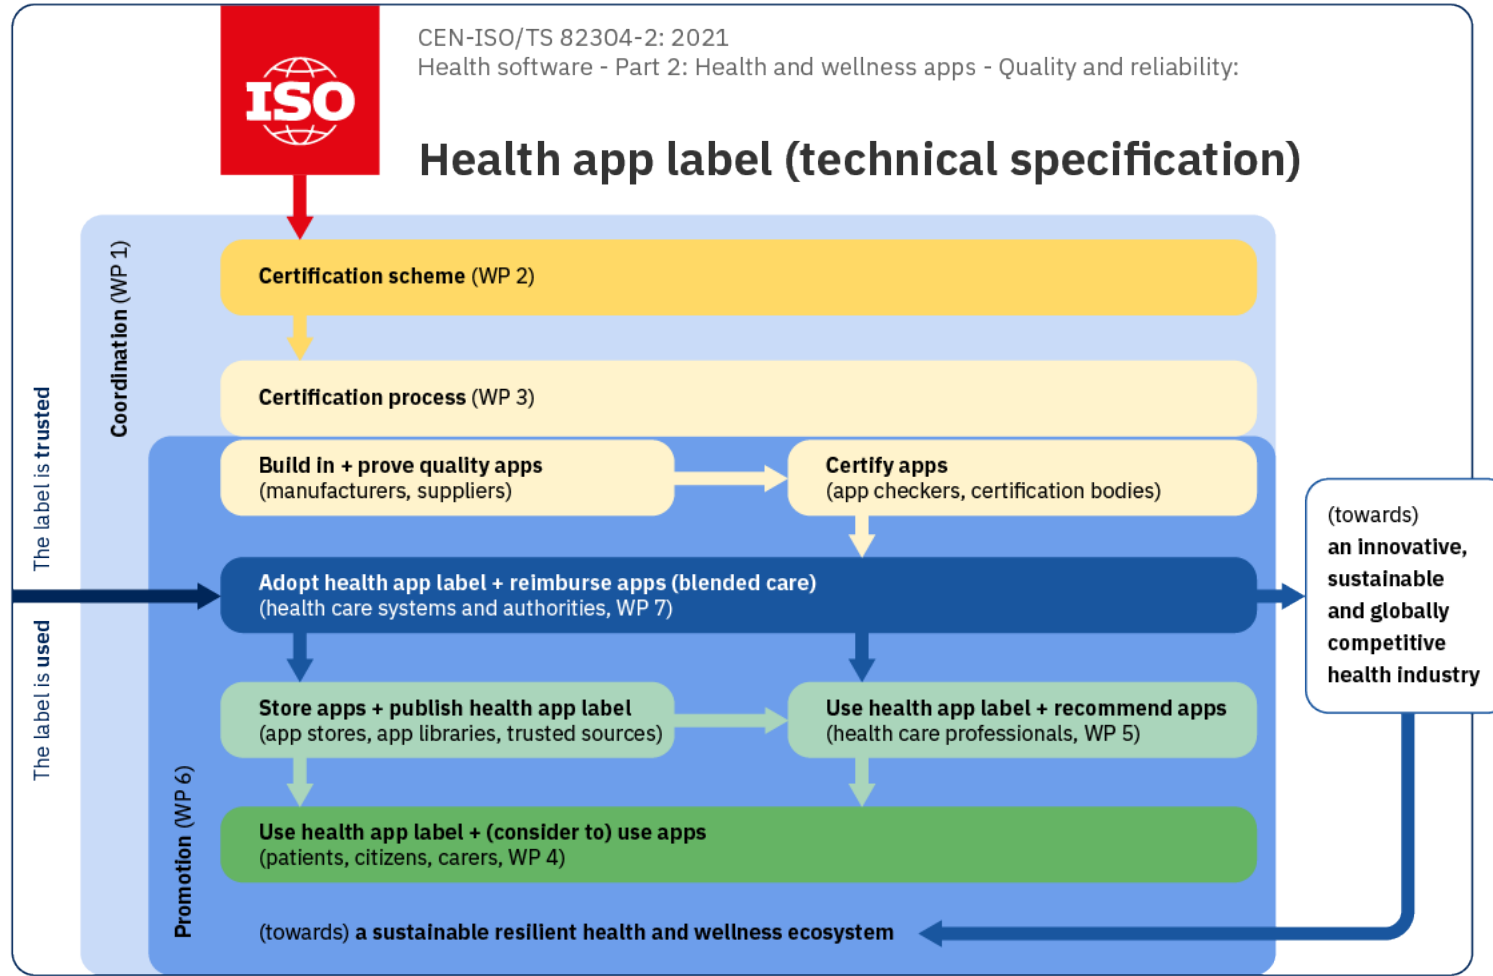 ISO
CEN-ISO/TS 82304-2: 2021
Health software - Part 2: Health and wellness apps - Quality and reliability:
Health app label (technical specification)
Coordination (WP 1)
Certification scheme (WP 2)
Certification process (WP 3)
Build in + prove quality apps
(manufacturers, suppliers)
Certify apps
(app checkers, certification bodies)
The label is trusted
The label is used
Adopt health app label + reimburse apps (blended care)
(health care systems and authorities, WP 7)
(towards)
an innovative,
sustainable
and globally
competitive
health industry
Store apps + publish health app label
(app stores, app libraries, trusted sources)
Use health app label + recommend apps
(health care professionals, WP 5)
Promotion (WP 6)
Use health app label + (consider to) use apps
(patients, citizens, carers, WP 4)
(towards) a sustainable resilient health and wellness ecosystem